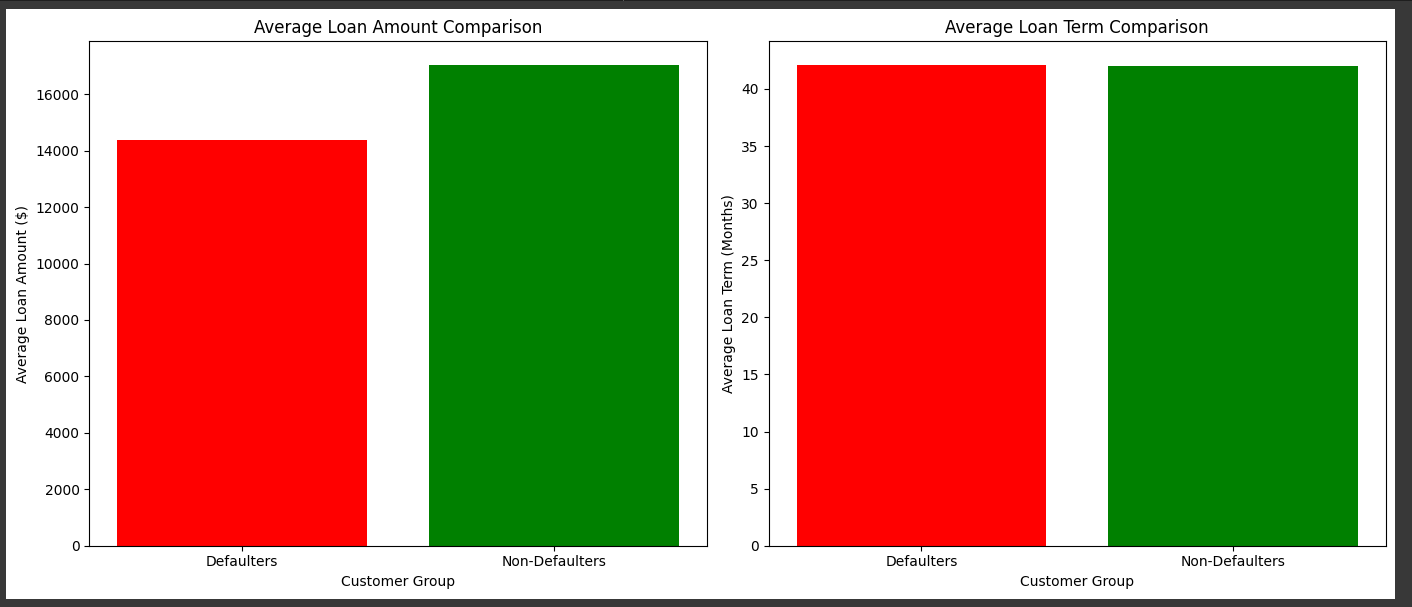 Average Loan Amount Comparison
Average Loan Amount ($)
16000
14000
12000
10000
8000
6000
4000
2000
0
Defaulters
Non-Defaulters
Customer Group
Average Loan Term Comparison
Average Loan Term (Months)
40
35
30
25
20
15
10
5
0
Defaulters
Non-Defaulters
Customer Group